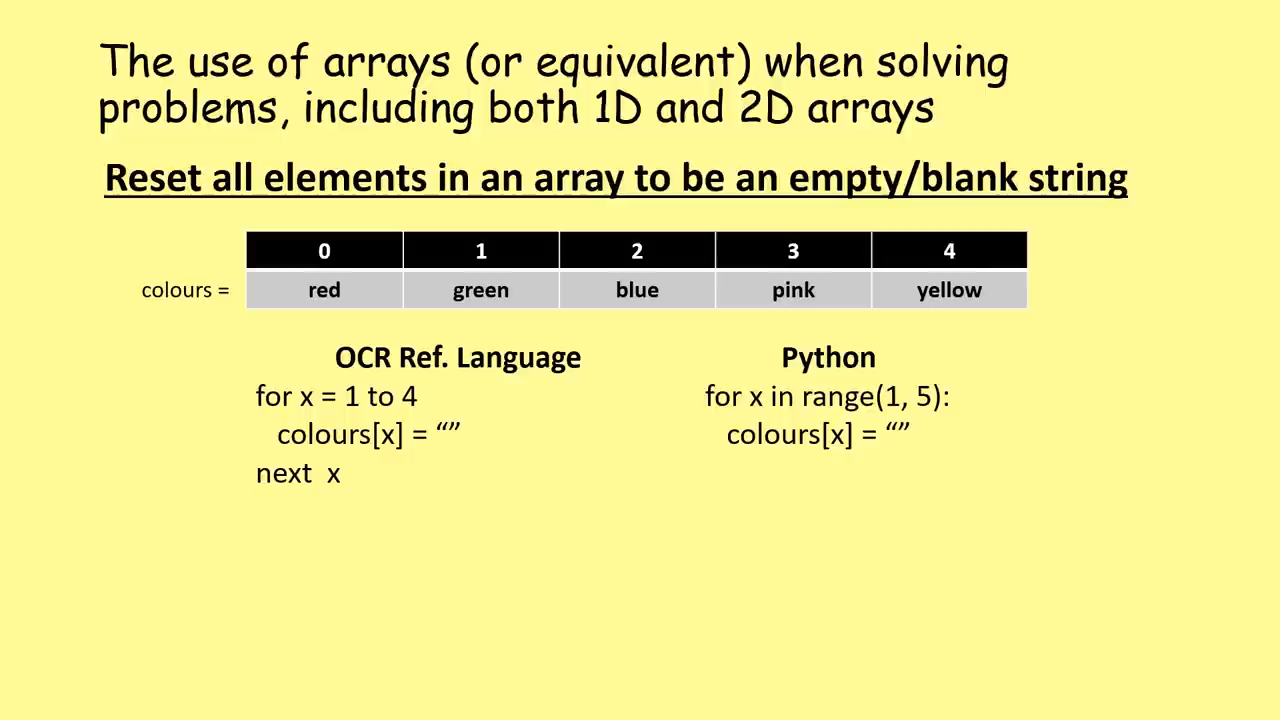 The use of arrays (or equivalent) when solving
problems, including both 1D and 2D arrays
Reset all elements in an array to be an empty/blank string
0 1 2 3 4
colours = red green blue pink yellow
OCR Ref. Language Python
for x = 1 to 4 for x in range(1, 5):
colours[x] = “” colours[x] = “”
next x